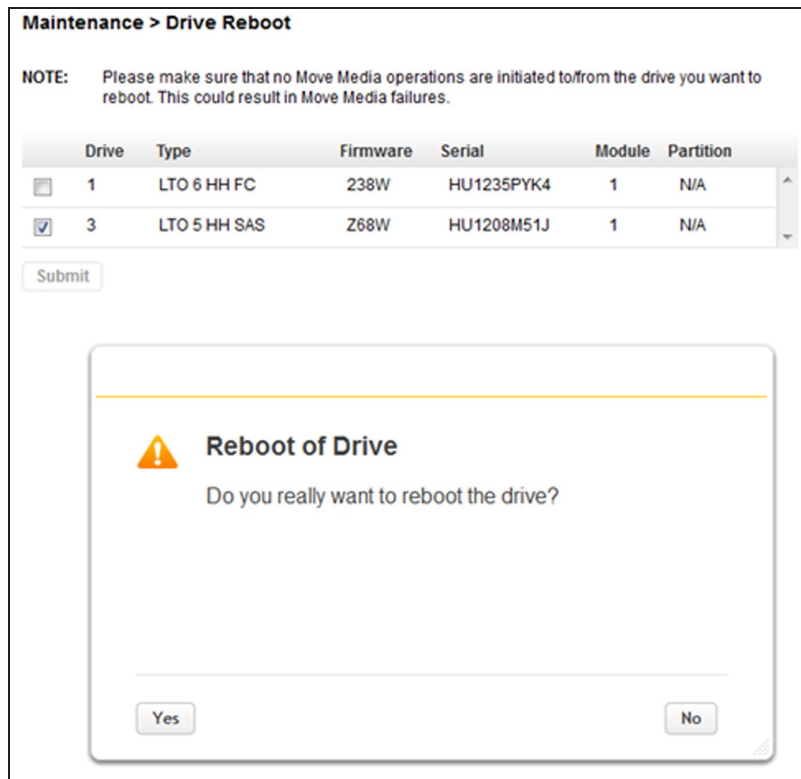 Maintenance > Drive Reboot
NOTE: Please make sure that no Move Media operations are initiated to/from the drive you want to
reboot. This could result in Move Media failures.
Drive Type Firmware Serial Module Partition
1 LTO 6 HH FC 238W HU1235PYK4 1 N/A
3 LTO 5 HH SAS Z68W HU1208M51J 1 N/A
Submit
Reboot of Drive
Do you really want to reboot the drive?
Yes No